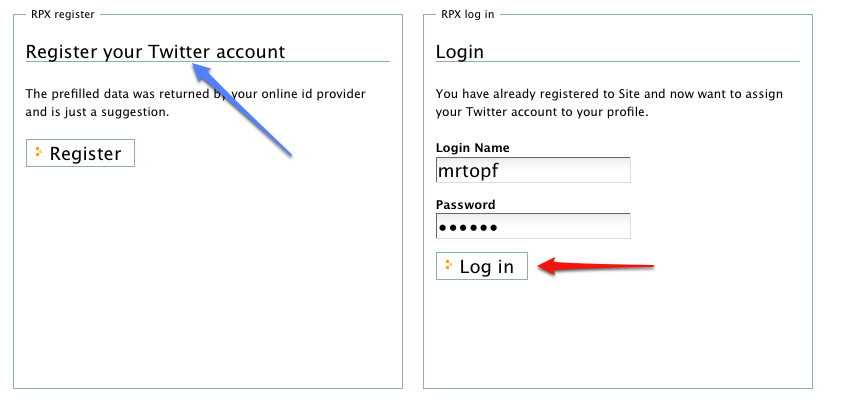 RPX register
Register your Twitter account
The prefilled data was returned by your online id provider
and is just a suggestion.
Register
RPX log in
Login
You have already registered to Site and now want to assign
your Twitter account to your profile.
Login Name
mrtopf
Password
••••••
Log in